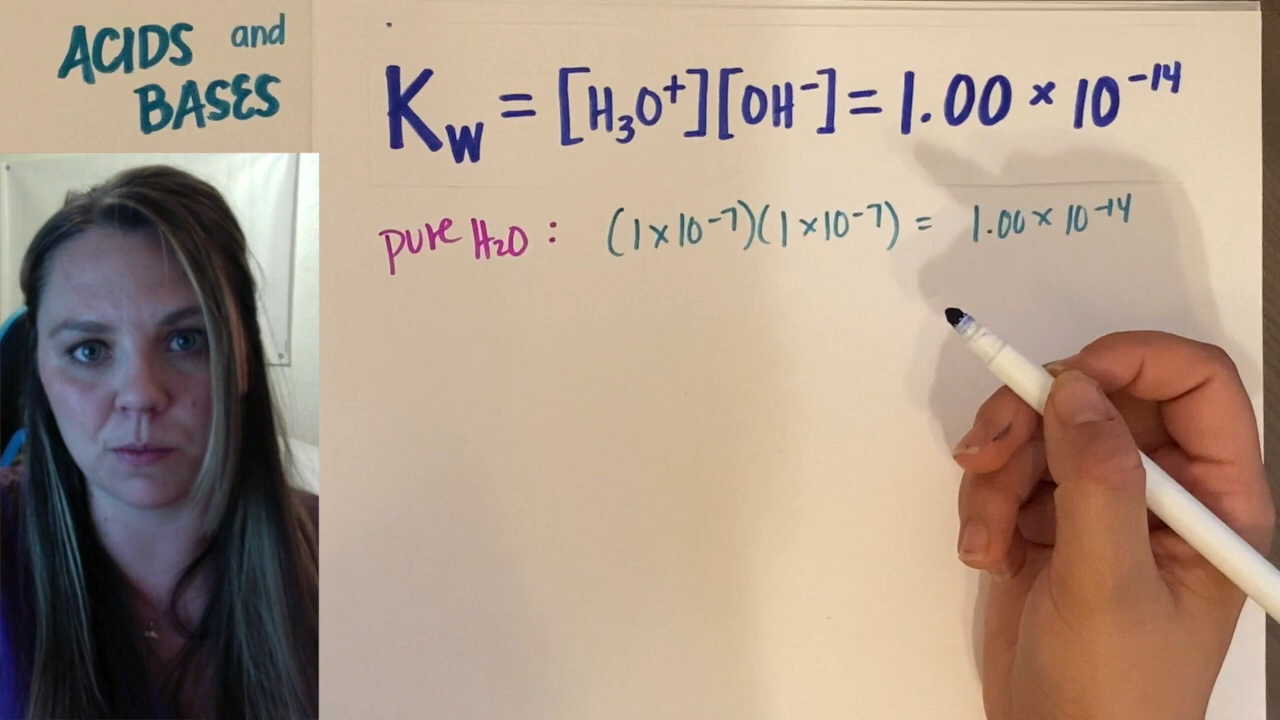 ACIDS and
BASES
Kw = [H₃O⁺][OH⁻] = 1.00 × 10⁻¹⁴
pure H₂O : (1×10⁻⁷)(1×10⁻⁷) = 1.00 × 10⁻¹⁴